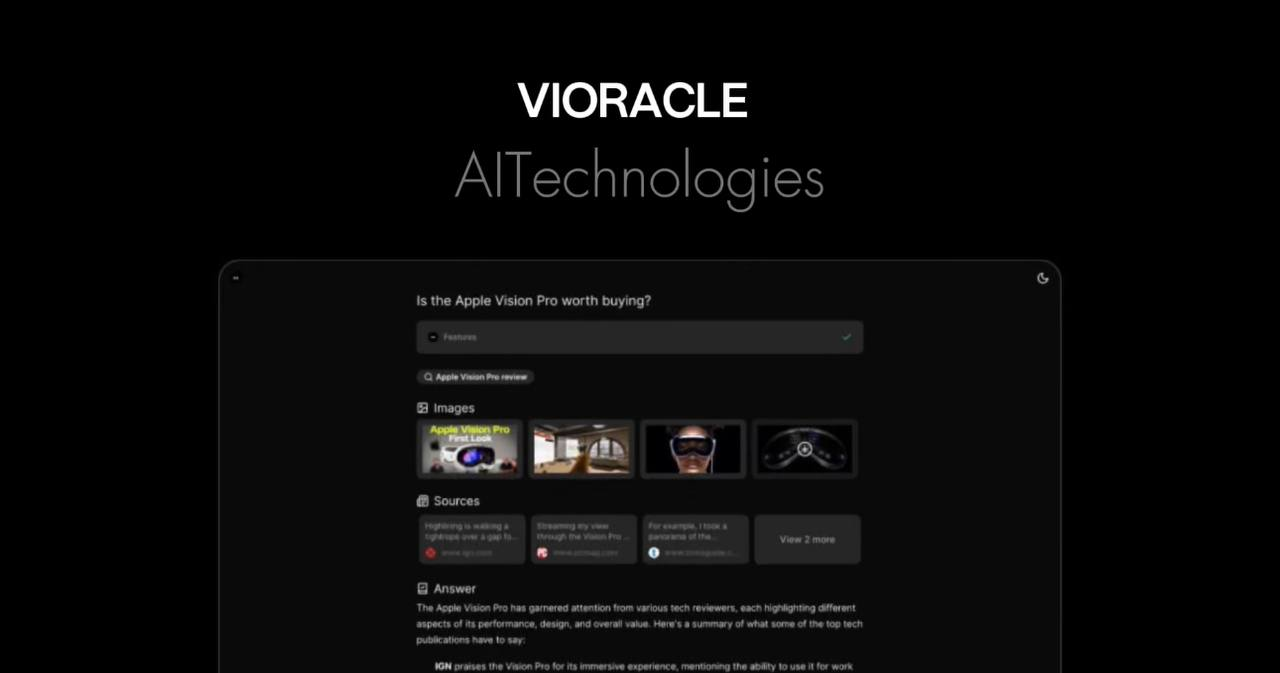 VIORACLE
AITechnologies
Is the Apple Vision Pro worth buying?
Features
Apple Vision Pro review
Images
Apple Vision Pro
First Look
Sources
Highlining is walking a
tightrope over a gap fo...
www.ign.com
Streaming my view
through the Vision Pro ...
www.pcmag.com
For example, I took a
panorama of the...
www.tomsguide.c...
View 2 more
Answer
The Apple Vision Pro has garnered attention from various tech reviewers, each highlighting different
aspects of its performance, design, and overall value. Here's a summary of what some of the top tech
publications have to say:
IGN praises the Vision Pro for its immersive experience, mentioning the ability to use it for work